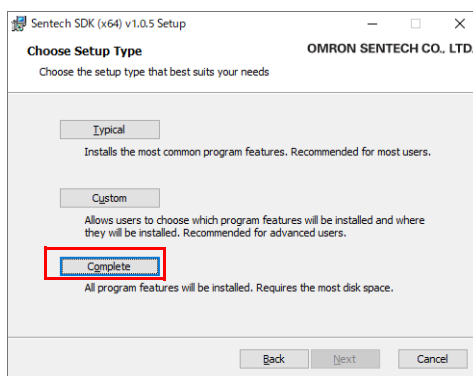 Sentech SDK (x64) v1.0.5 Setup
Choose Setup Type
OMRON SENTECH CO., LTD.
Choose the setup type that best suits your needs
Typical
Installs the most common program features. Recommended for most users.
Custom
Allows users to choose which program features will be installed and where
they will be installed. Recommended for advanced users.
Complete
All program features will be installed. Requires the most disk space.
Back
Next
Cancel